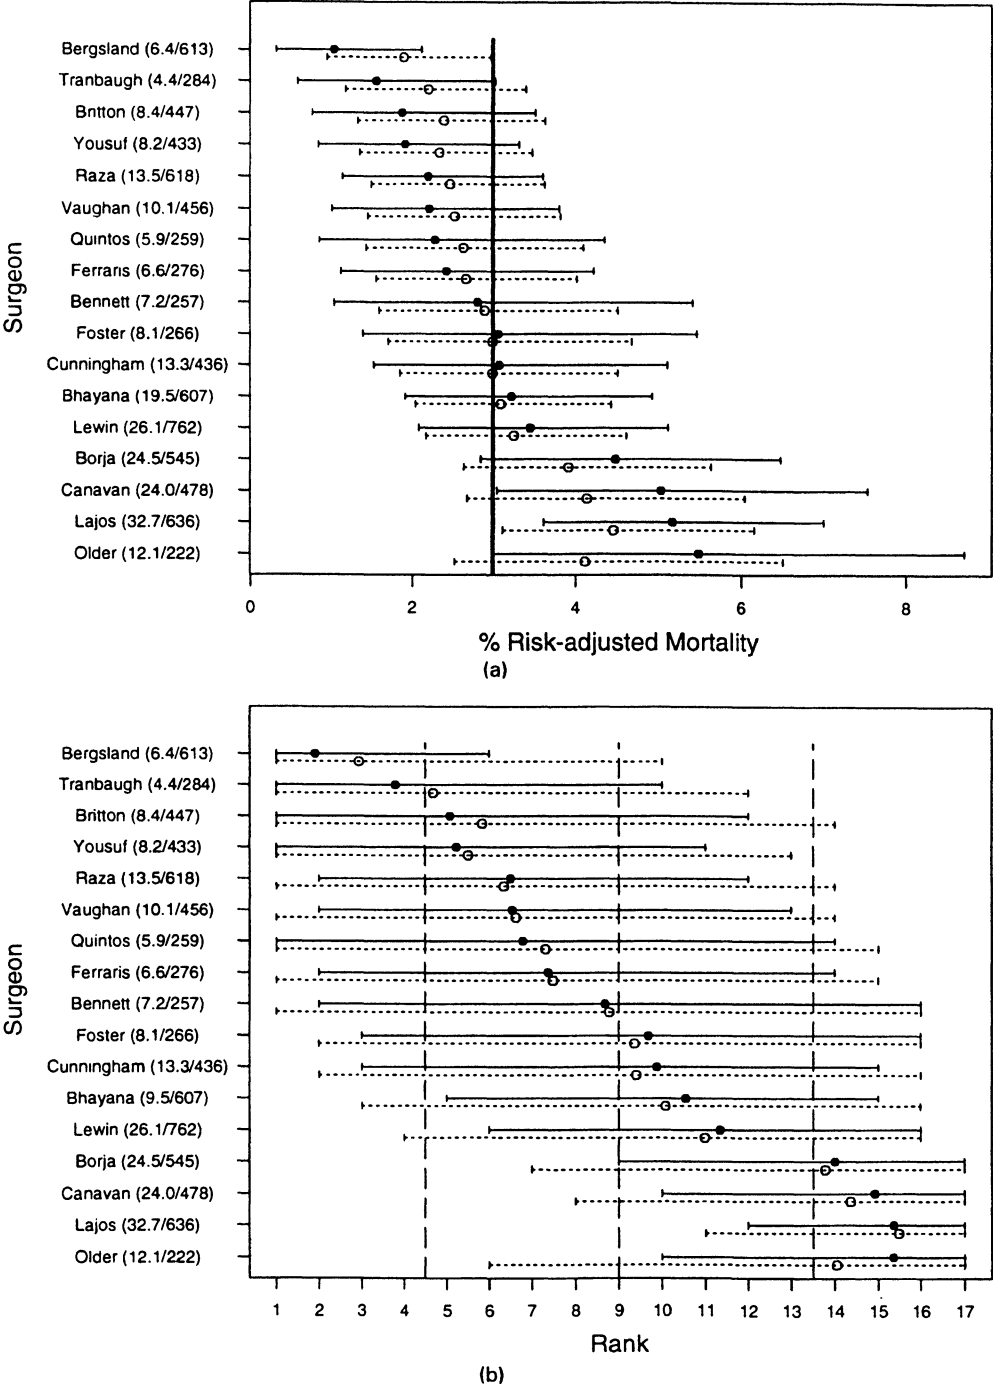 Bergsland (6.4/613)
Tranbaugh (4.4/284)
Bntton (8.4/447)
Yousuf (8.2/433)
Raza (13.5/618)
Vaughan (10.1/456)
Quintos (5.9/259)
Ferraris (6.6/276)
Bennett (7.2/257)
Foster (8.1/266)
Cunningham (13.3/436)
Bhayana (19.5/607)
Lewin (26.1/762)
Borja (24.5/545)
Canavan (24.0/478)
Lajos (32.7/636)
Older (12.1/222)
Surgeon
0 2 4 6 8
% Risk-adjusted Mortality
(a)
Bergsland (6.4/613)
Tranbaugh (4.4/284)
Britton (8.4/447)
Yousuf (8.2/433)
Raza (13.5/618)
Vaughan (10.1/456)
Quintos (5.9/259)
Ferraris (6.6/276)
Bennett (7.2/257)
Foster (8.1/266)
Cunningham (13.3/436)
Bhayana (9.5/607)
Lewin (26.1/762)
Borja (24.5/545)
Canavan (24.0/478)
Lajos (32.7/636)
Older (12.1/222)
Surgeon
1 2 3 4 5 6 7 8 9 10 11 12 13 14 15 16 17
Rank
(b)